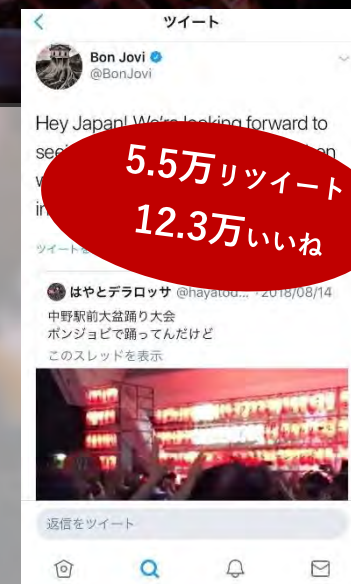 ツイート
Bon Jovi
@BonJovi
Hey Japan! We're looking forward to
5.5万リツイート
12.3万いいね
はやとデラロッサ @hayatod... · 2018/08/14
中野駅前大盆踊り大会
ボンジョビで踊ってんだけど
このスレッドを表示
返信をツイート